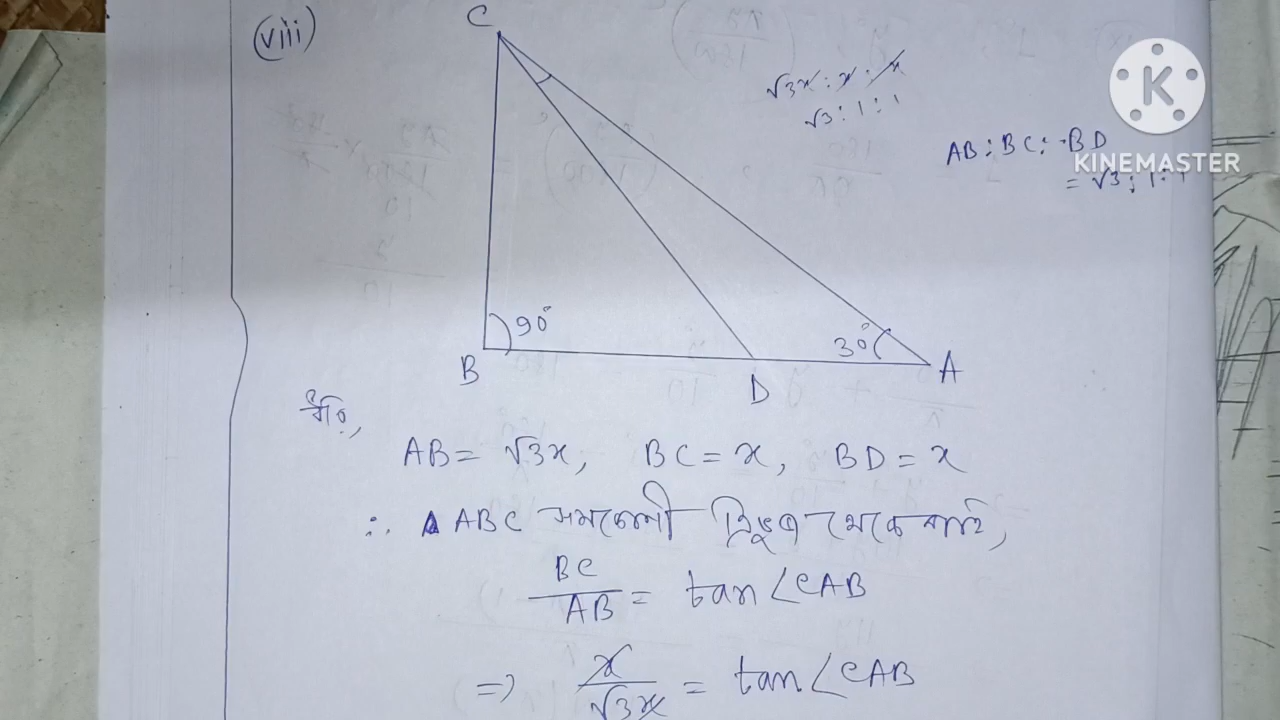 (viii)
C
√3x : x : x
√3 : 1 : 1
AB : BC : BD
= √3 : 1 : 1
KINEMASTER
90°
30°
B
D
A
ধরি,
AB = √3x, BC = x, BD = x
∴ ΔABC সমকোণী ত্রিভুজ থেকে পাই,
BC/AB = tan∠CAB
=> x/√3x = tan∠CAB